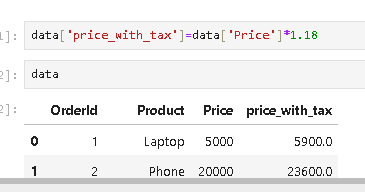 1]: data['price_with_tax']=data['Price']*1.18
2]: data
2]: OrderId Product Price price_with_tax
0 1 Laptop 5000 5900.0
1 2 Phone 20000 23600.0